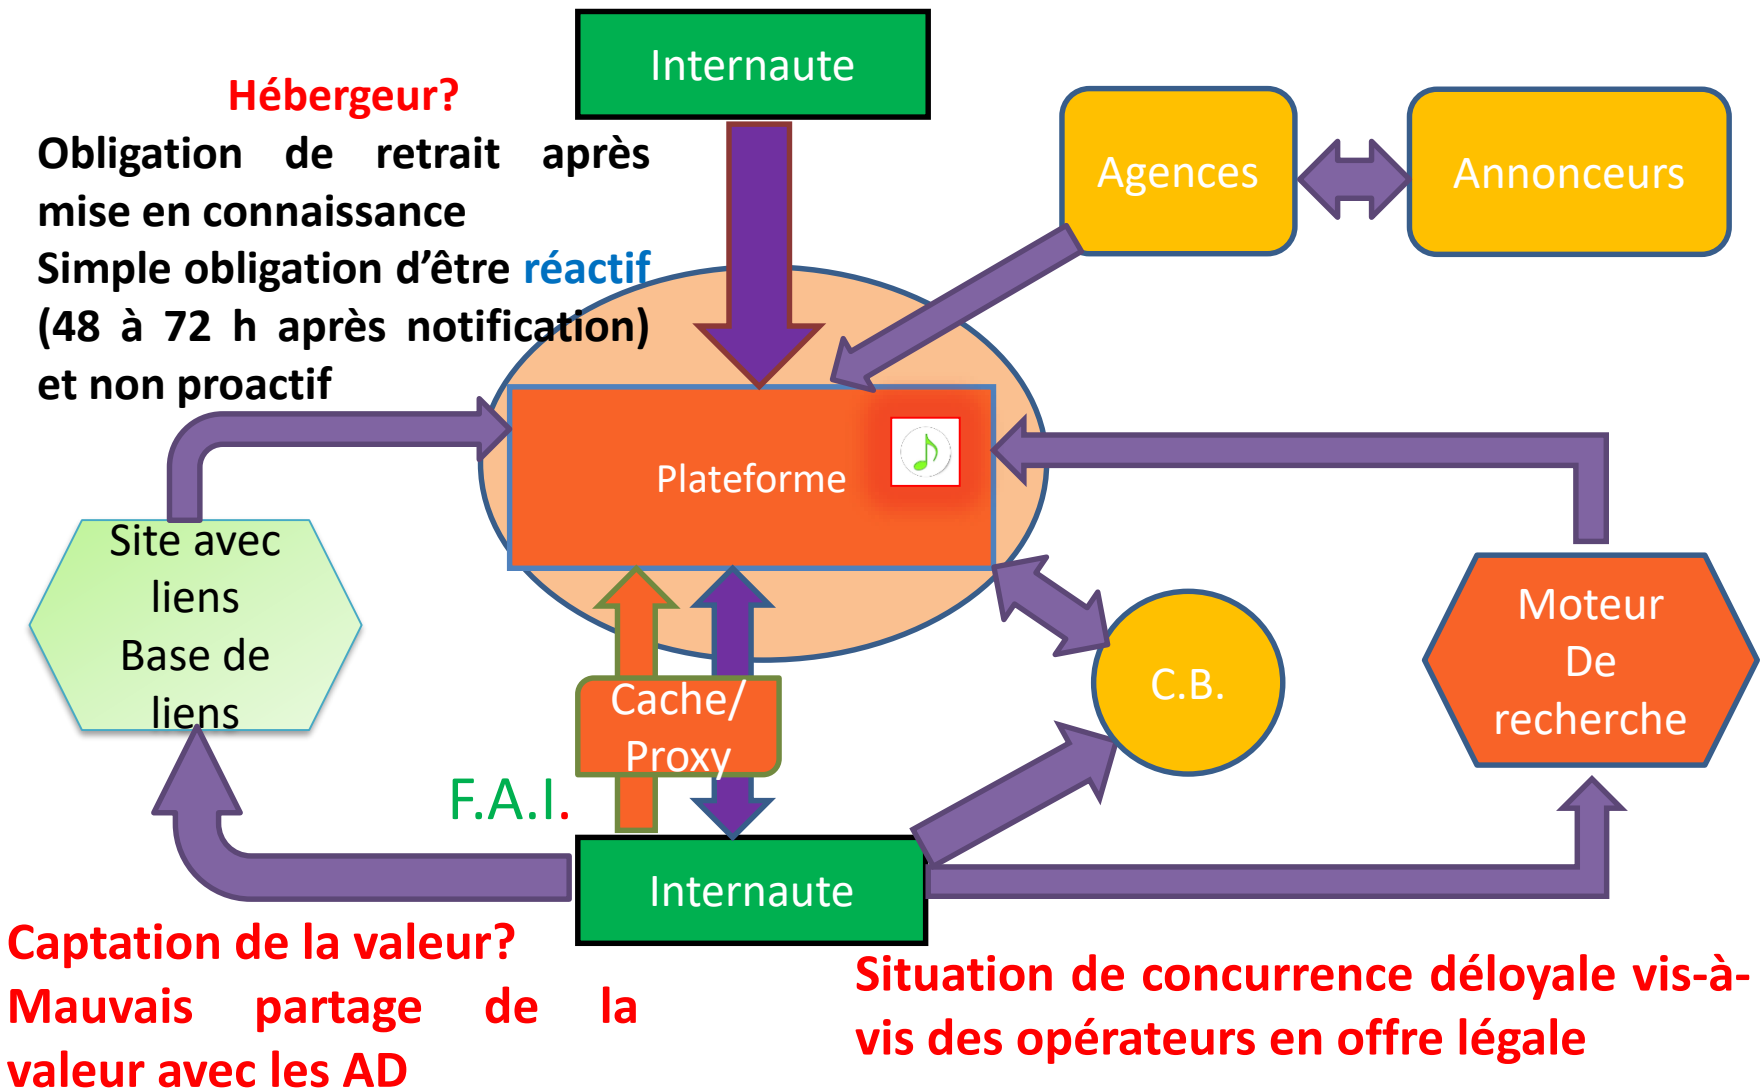 Internaute
Hébergeur?
Obligation de retrait après
mise en connaissance
Simple obligation d'être réactif
(48 à 72 h après notification)
et non proactif
Agences
Annonceurs
Plateforme
Site avec
liens
Base de
liens
Cache/
Proxy
C.B.
Moteur
De
recherche
F.A.I.
Internaute
Captation de la valeur?
Mauvais partage de la
valeur avec les AD
Situation de concurrence déloyale vis-à-
vis des opérateurs en offre légale